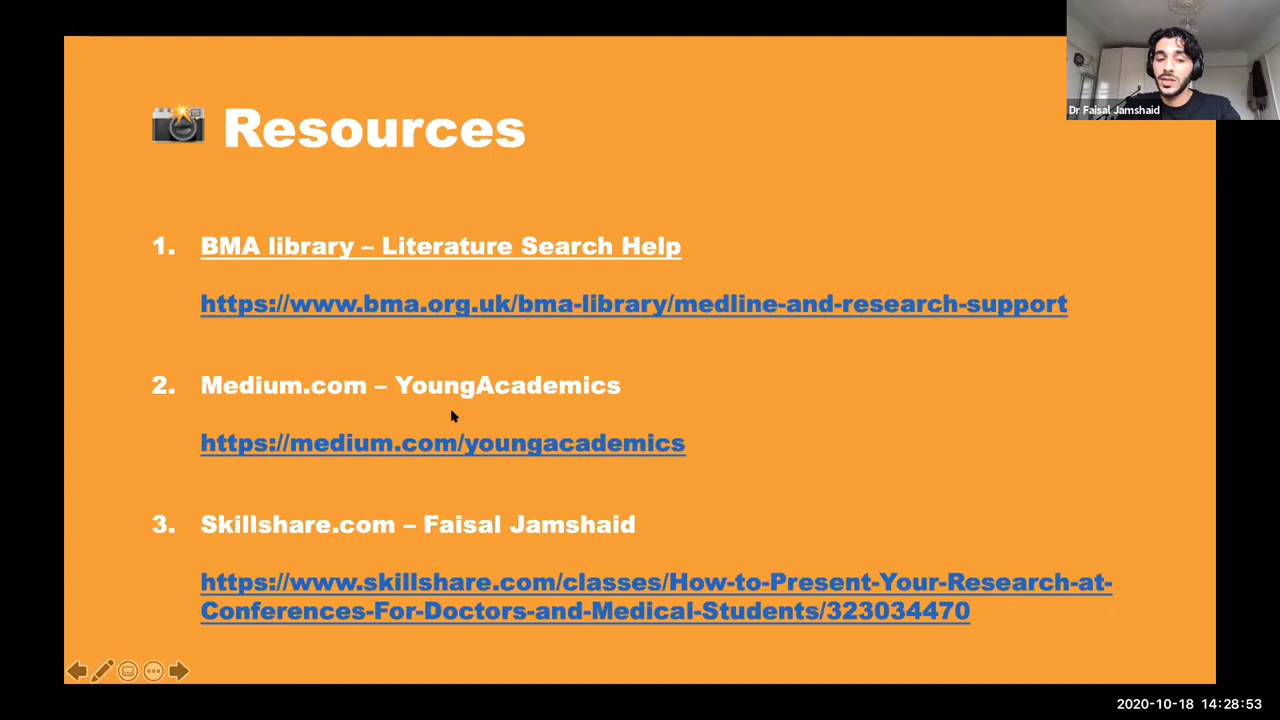 Dr Faisal Jamshaid
Resources
1. BMA library – Literature Search Help
https://www.bma.org.uk/bma-library/medline-and-research-support
2. Medium.com – YoungAcademics
https://medium.com/youngacademics
3. Skillshare.com – Faisal Jamshaid
https://www.skillshare.com/classes/How-to-Present-Your-Research-at-
Conferences-For-Doctors-and-Medical-Students/323034470
2020-10-18 14:28:53